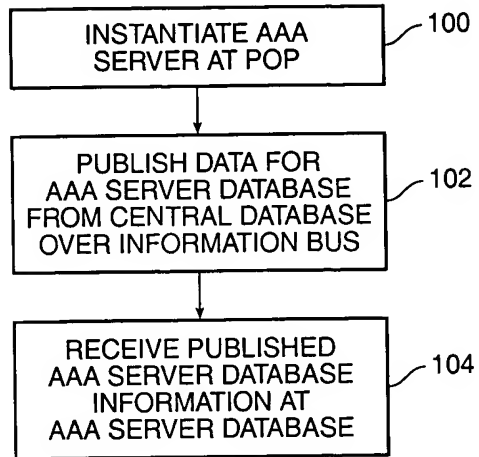 INSTANTIATE AAA
SERVER AT POP
100
PUBLISH DATA FOR
AAA SERVER DATABASE
FROM CENTRAL DATABASE
OVER INFORMATION BUS
102
RECEIVE PUBLISHED
AAA SERVER DATABASE
INFORMATION AT
AAA SERVER DATABASE
104